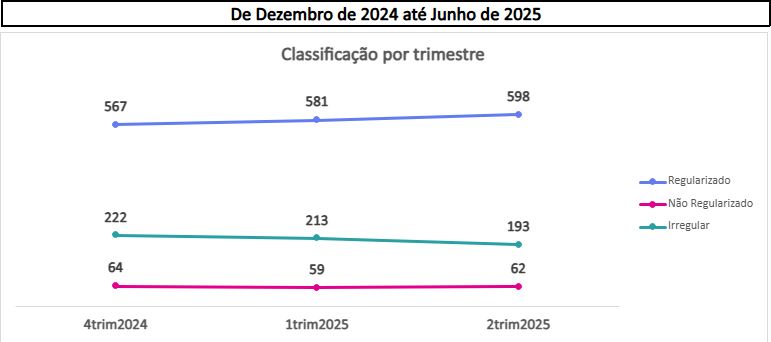 De Dezembro de 2024 até Junho de 2025
Classificação por trimestre
567
581
598
222
213
193
64
59
62
4trim2024
1trim2025
2trim2025
Regularizado
Não Regularizado
Irregular